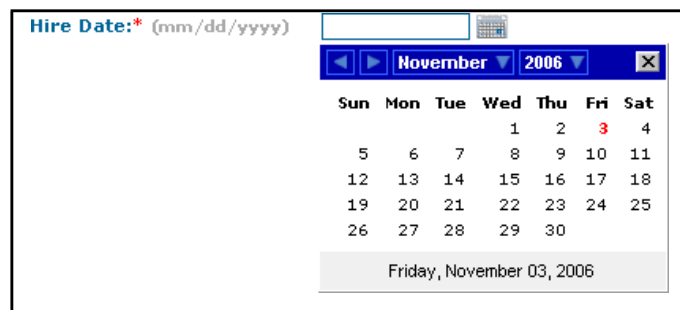 Hire Date:* (mm/dd/yyyy)
November 2006 X
Sun Mon Tue Wed Thu Fri Sat
1 2 3 4
5 6 7 8 9 10 11
12 13 14 15 16 17 18
19 20 21 22 23 24 25
26 27 28 29 30
Friday, November 03, 2006